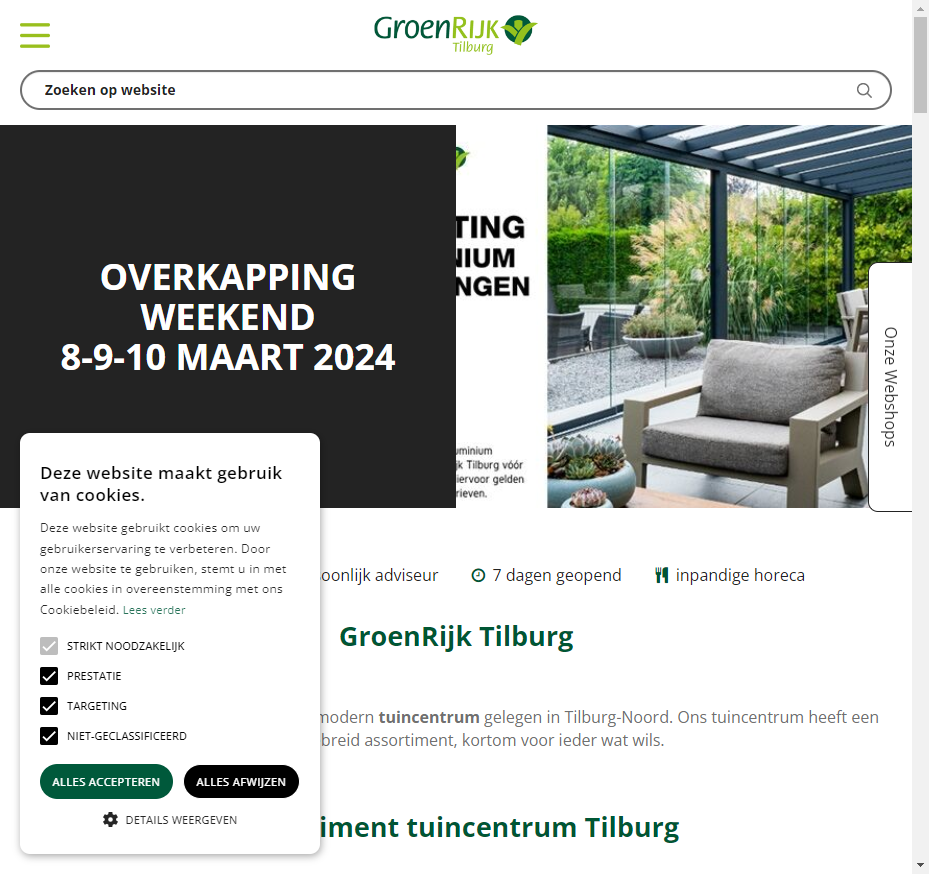 GroenRijk
Tilburg
Zoeken op website
OVERKAPPING
WEEKEND
8-9-10 MAART 2024
TING
NIUM
NGEN
uminium
jk Tilburg vóór
iervoor gelden
rieven.
Onze Webshops
Deze website maakt gebruik
van cookies.
Deze website gebruikt cookies om uw
gebruikerservaring te verbeteren. Door
onze website te gebruiken, stemt u in met
alle cookies in overeenstemming met ons
Cookiebeleid. Lees verder
STRIKT NOODZAKELIJK
PRESTATIE
TARGETING
NIET-GECLASSIFICEERD
ALLES ACCEPTEREN ALLES AFWIJZEN
DETAILS WEERGEVEN
soonlijk adviseur 7 dagen geopend inpandige horeca
GroenRijk Tilburg
modern tuincentrum gelegen in Tilburg-Noord. Ons tuincentrum heeft een
breid assortiment, kortom voor ieder wat wils.
iment tuincentrum Tilburg